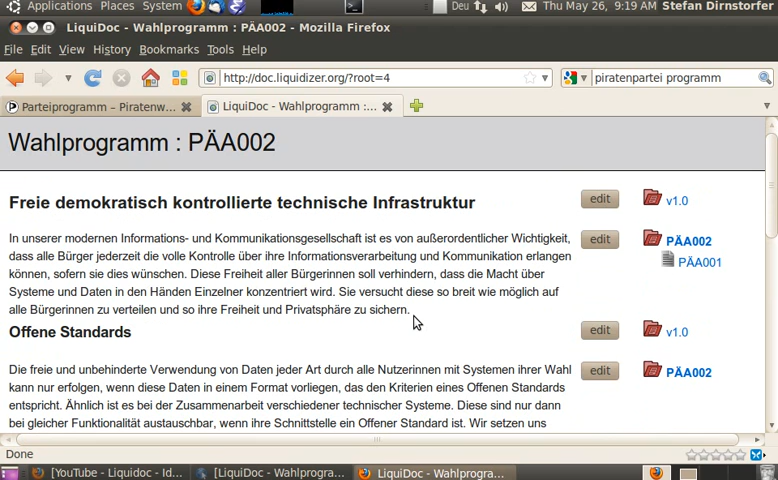 Applications Places System Deu Thu May 26, 9:19 AM Stefan Dirnstorfer
LiquiDoc - Wahlprogramm : PÄA002 - Mozilla Firefox
File Edit View History Bookmarks Tools Help
http://doc.liquidizer.org/?root=4 piratenpartei programm
Parteiprogramm – Piratenw... LiquiDoc - Wahlprogramm :...
Wahlprogramm : PÄA002
Freie demokratisch kontrollierte technische Infrastruktur edit v1.0
In unserer modernen Informations- und Kommunikationsgesellschaft ist es von außerordentlicher Wichtigkeit, edit PÄA002
dass alle Bürger jederzeit die volle Kontrolle über ihre Informationsverarbeitung und Kommunikation erlangen PÄA001
können, sofern sie dies wünschen. Diese Freiheit aller Bürgerinnen soll verhindern, dass die Macht über
Systeme und Daten in den Händen Einzelner konzentriert wird. Sie versucht diese so breit wie möglich auf
alle Bürgerinnen zu verteilen und so ihre Freiheit und Privatsphäre zu sichern.
Offene Standards edit v1.0
Die freie und unbehinderte Verwendung von Daten jeder Art durch alle Nutzerinnen mit Systemen ihrer Wahl edit PÄA002
kann nur erfolgen, wenn diese Daten in einem Format vorliegen, das den Kriterien eines Offenen Standards
entspricht. Ähnlich ist es bei der Zusammenarbeit verschiedener technischer Systeme. Diese sind nur dann
bei gleicher Funktionalität austauschbar, wenn ihre Schnittstelle ein Offener Standard ist. Wir setzen uns
Done
[YouTube - Liquidoc - Id... [LiquiDoc - Wahlprogram... LiquiDoc - Wahlprogra...